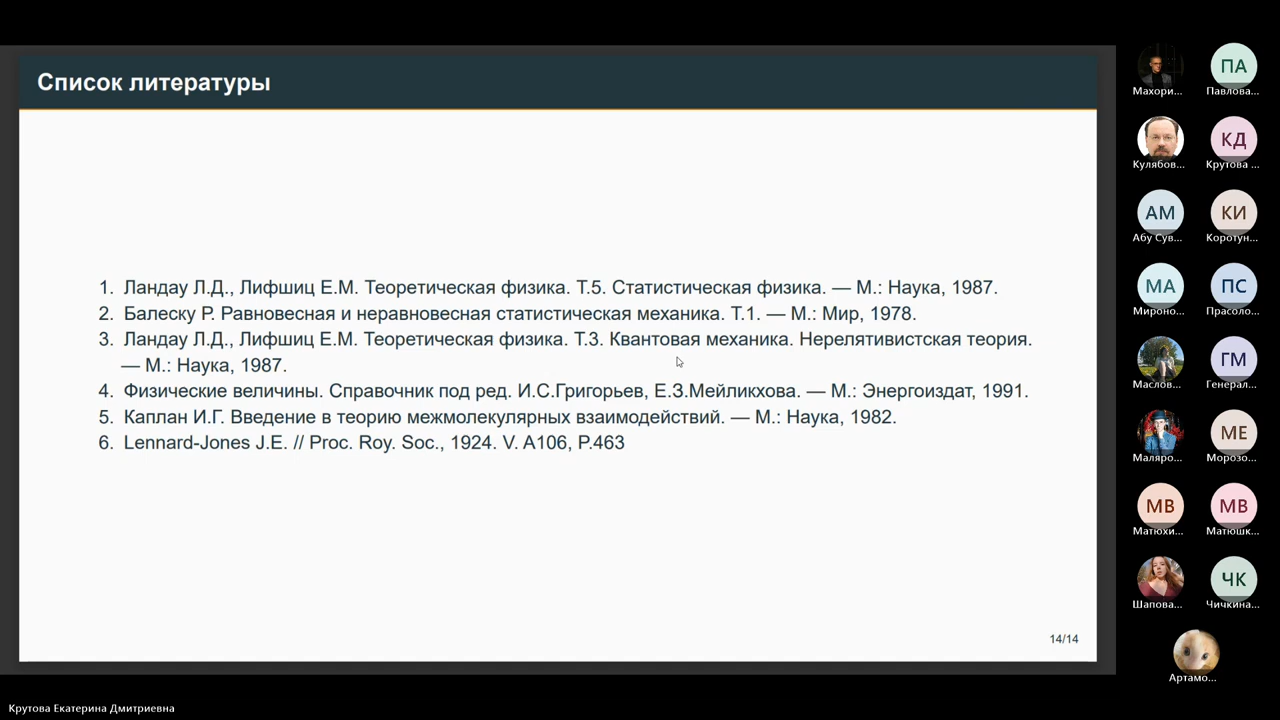 Список литературы
1. Ландау Л.Д., Лифшиц Е.М. Теоретическая физика. Т.5. Статистическая физика. — М.: Наука, 1987.
2. Балеску Р. Равновесная и неравновесная статистическая механика. Т.1. — М.: Мир, 1978.
3. Ландау Л.Д., Лифшиц Е.М. Теоретическая физика. Т.3. Квантовая механика. Нерелятивистская теория.
— М.: Наука, 1987.
4. Физические величины. Справочник под ред. И.С.Григорьев, Е.З.Мейликхова. — М.: Энергоиздат, 1991.
5. Каплан И.Г. Введение в теорию межмолекулярных взаимодействий. — М.: Наука, 1982.
6. Lennard-Jones J.E. // Proc. Roy. Soc., 1924. V. A106, P.463
14/14
Крутова Екатерина Дмитриевна
ПА
Махори... Павлова...
КД
Кулябов... Крутова ...
АМ КИ
Абу Сув... Коротун...
МА ПС
Мироно... Прасоло...
ГМ
Маслов... Генерал...
МЕ
Маляро... Морозо...
МВ МВ
Матюхи... Матюшк...
ЧК
Шапова... Чичкина...
Артамо...